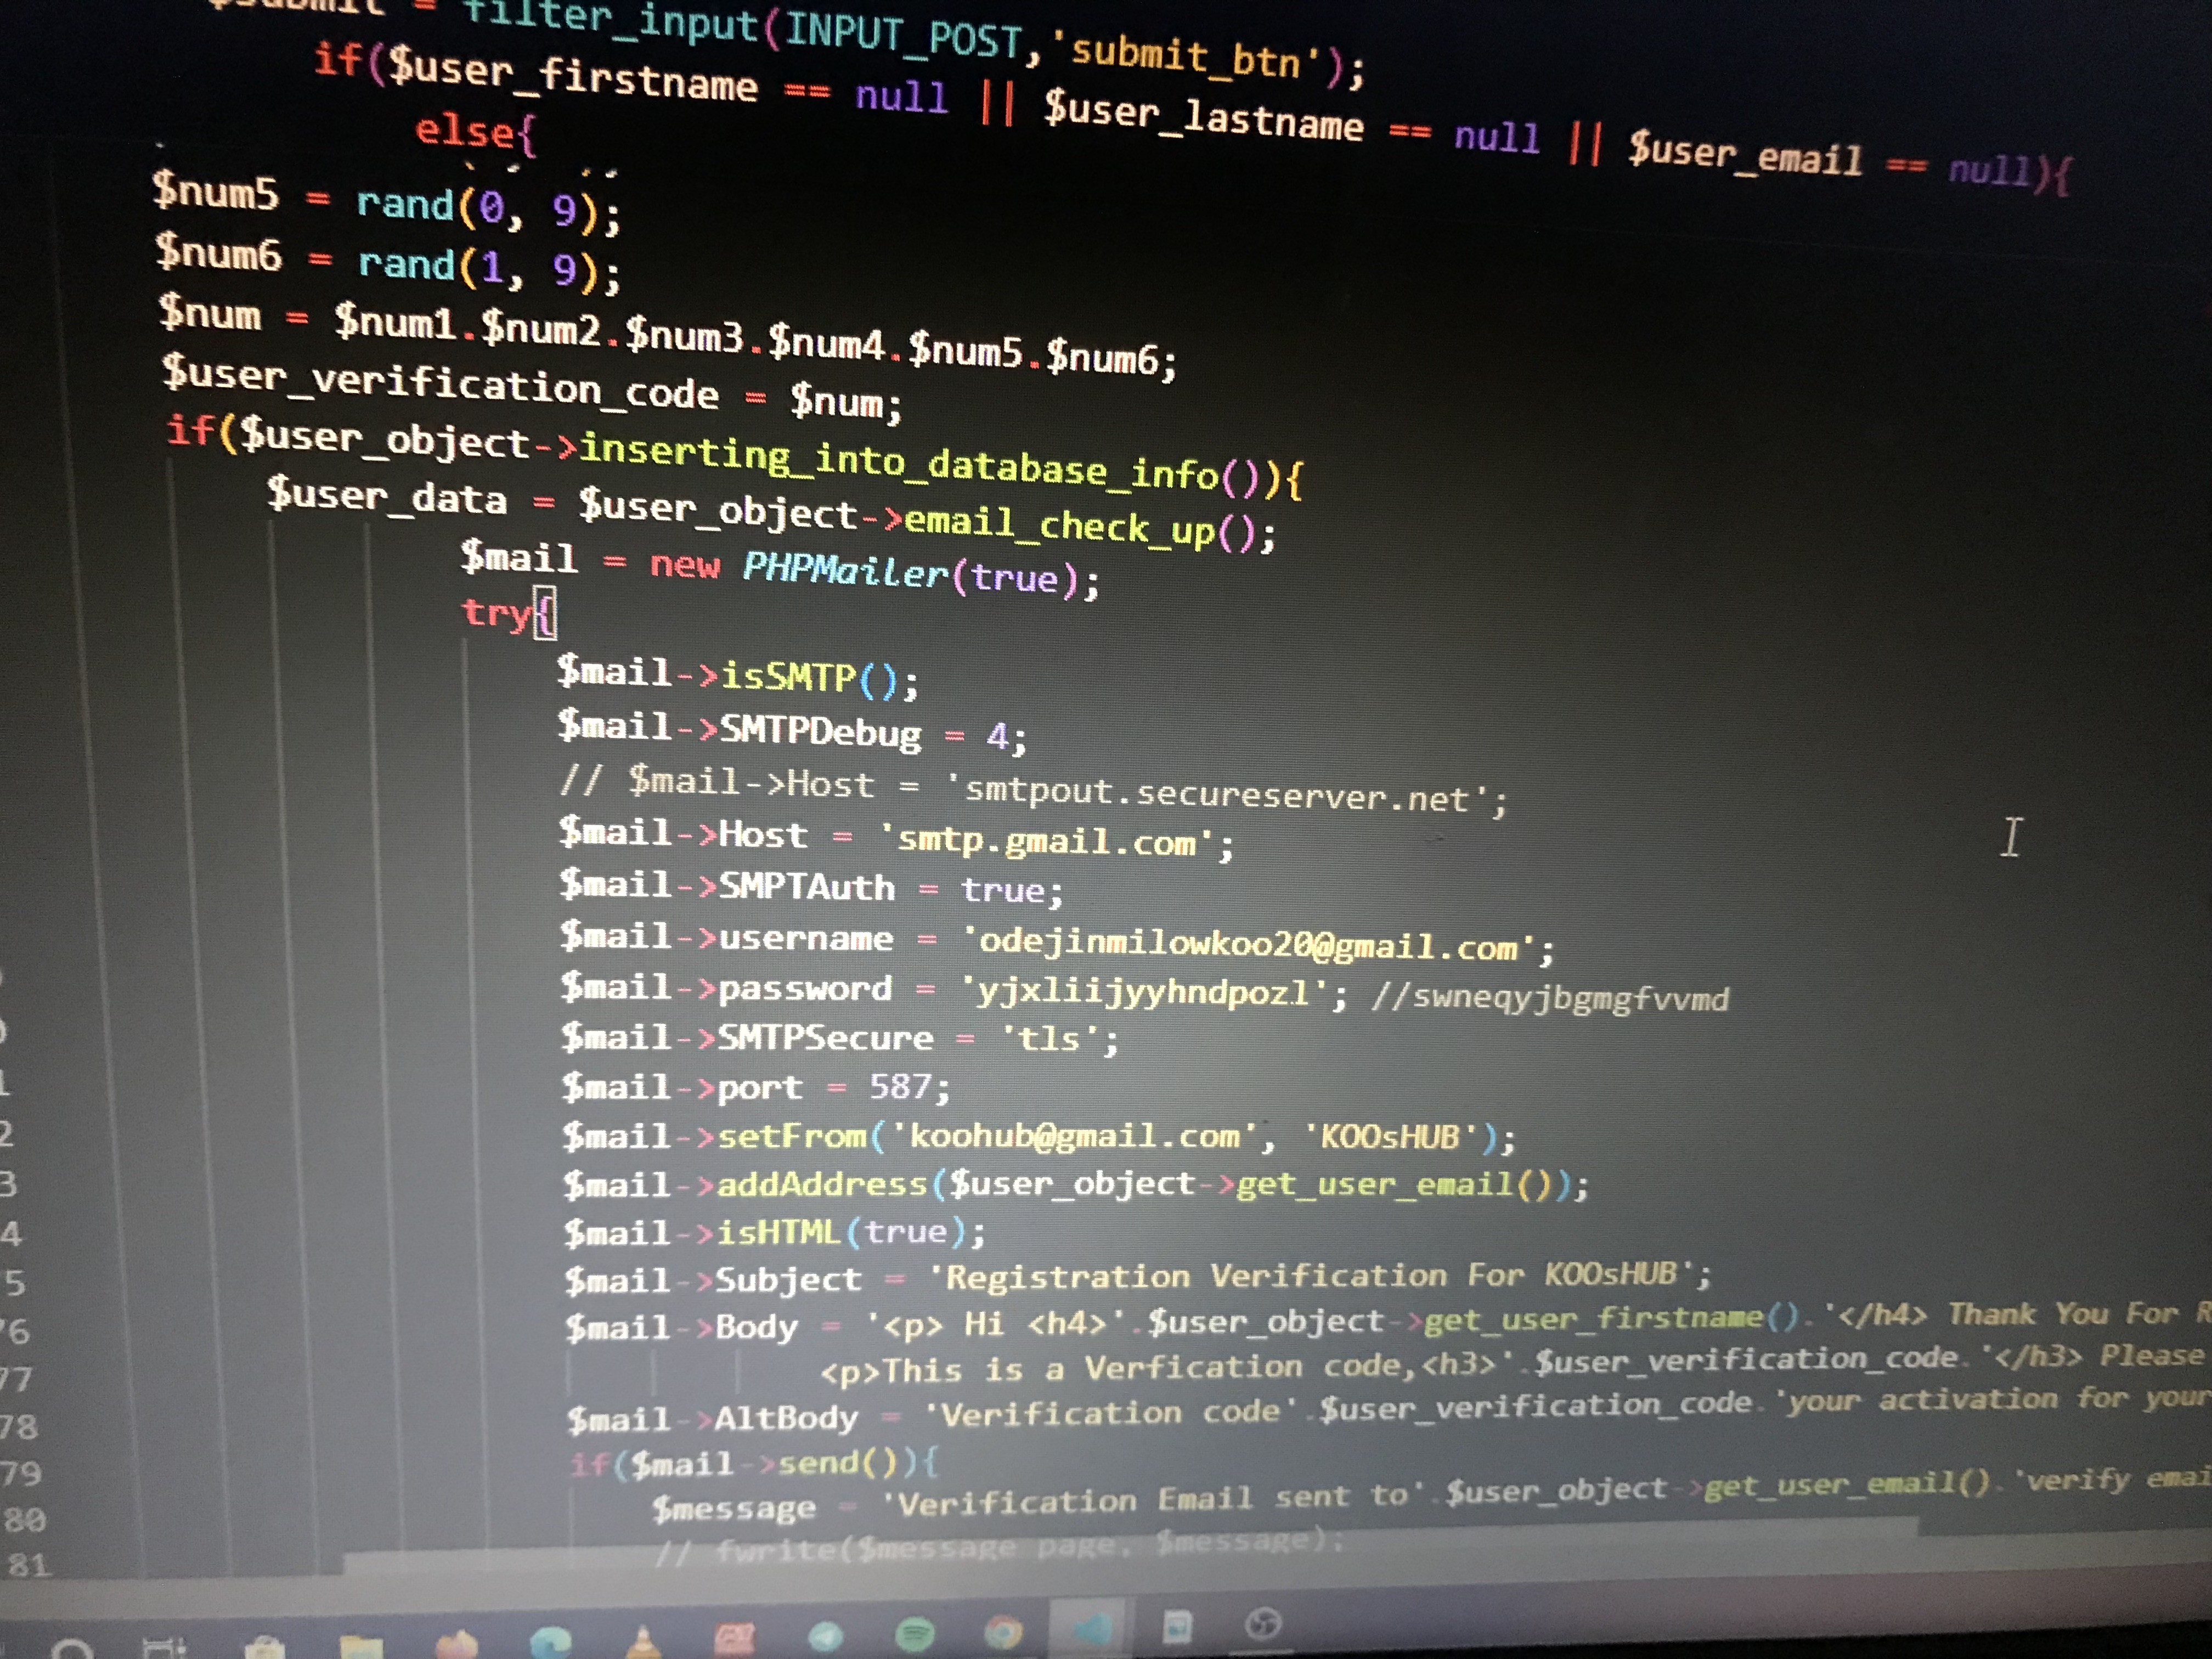 $submit = filter_input(INPUT_POST,'submit_btn');
if($user_firstname == null || $user_lastname == null || $user_email == null){
else{
$num5 = rand(0, 9);
$num6 = rand(1, 9);
$num = $num1.$num2.$num3.$num4.$num5.$num6;
$user_verification_code = $num;
if($user_object->inserting_into_database_info()){
$user_data = $user_object->email_check_up();
$mail = new PHPMailer(true);
try{
$mail->isSMTP();
$mail->SMTPDebug = 4;
// $mail->Host = 'smtpout.secureserver.net';
$mail->Host = 'smtp.gmail.com';
$mail->SMPTAuth = true;
$mail->username = 'odejinmilowkoo20@gmail.com';
$mail->password = 'yjxliijyyhndpozl'; //swneqyjbgmgfvvmd
$mail->SMTPSecure = 'tls';
$mail->port = 587;
2 $mail->setFrom('koohub@gmail.com', 'KOOsHUB');
3 $mail->addAddress($user_object->get_user_email());
4 $mail->isHTML(true);
5 $mail->Subject = 'Registration Verification For KOOsHUB';
76 $mail->Body = '<p> Hi <h4>'.$user_object->get_user_firstname().'</h4> Thank You For R
77 <p>This is a Verfication code,<h3>'.$user_verification_code.'</h3> Please
78 $mail->AltBody = 'Verification code'.$user_verification_code.'your activation for your
79 if($mail->send()){
80 $message = 'Verification Email sent to'.$user_object->get_user_email().'verify emai
81 // fwrite($message page, $message);